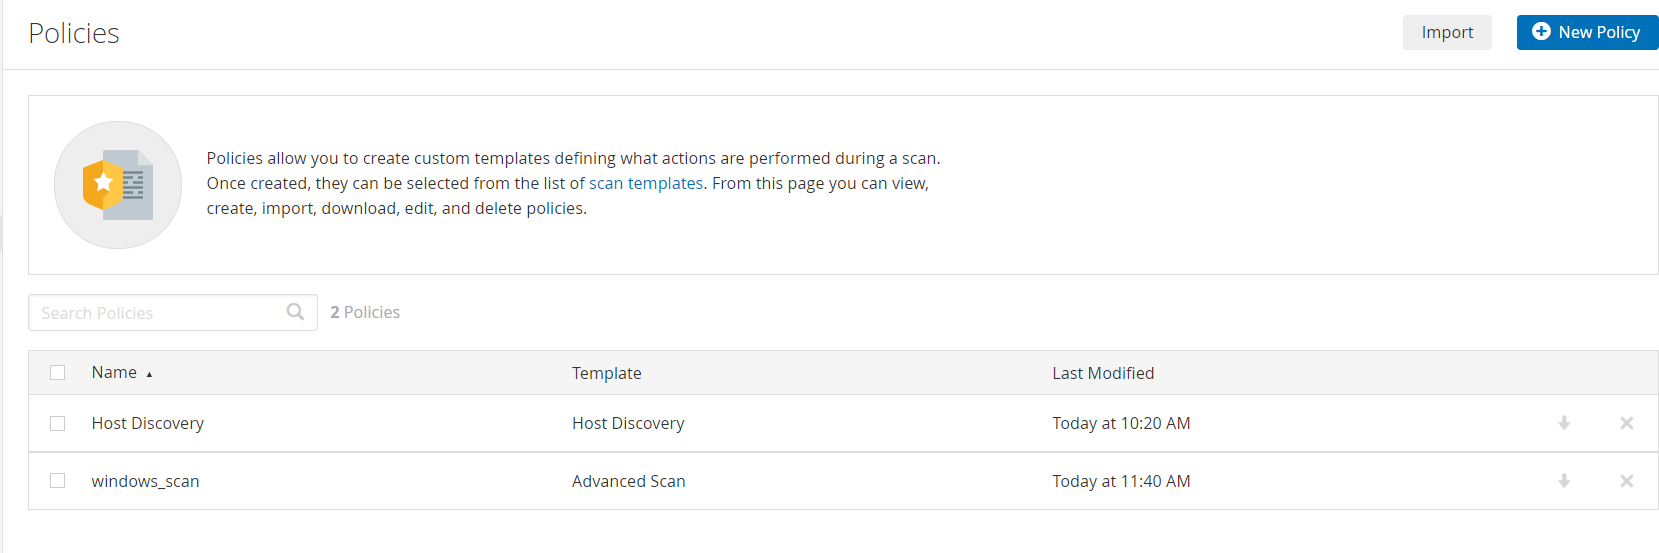 Policies
Import
New Policy
Policies allow you to create custom templates defining what actions are performed during a scan.
Once created, they can be selected from the list of scan templates. From this page you can view,
create, import, download, edit, and delete policies.
Search Policies
2 Policies
Name ▲ Template Last Modified
Host Discovery Host Discovery Today at 10:20 AM
windows_scan Advanced Scan Today at 11:40 AM